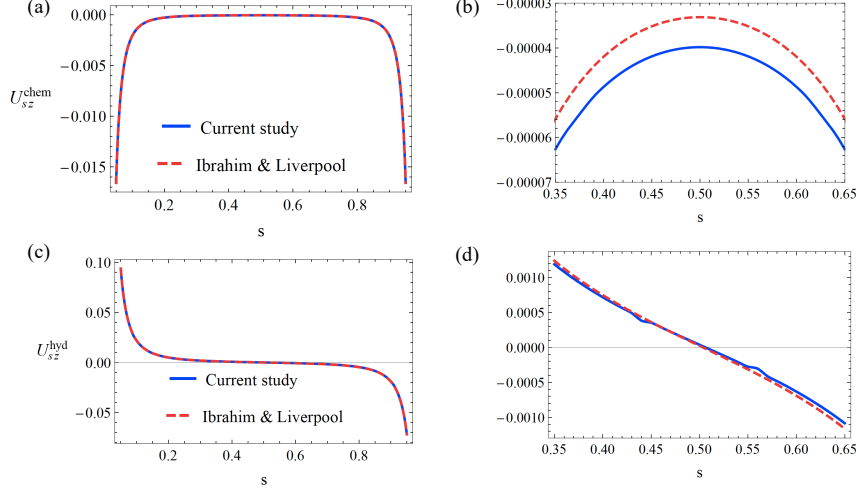 (a)
0.000
-0.005
-0.010
-0.015
U_{sz}^{chem}
Current study
Ibrahim & Liverpool
0.2 0.4 0.6 0.8
s
(b)
-0.00003
-0.00004
-0.00005
-0.00006
-0.00007
0.35 0.40 0.45 0.50 0.55 0.60 0.65
s
(c)
0.10
0.05
0.00
-0.05
U_{sz}^{hyd}
Current study
Ibrahim & Liverpool
0.2 0.4 0.6 0.8
s
(d)
0.0010
0.0005
0.0000
-0.0005
-0.0010
0.35 0.40 0.45 0.50 0.55 0.60 0.65
s